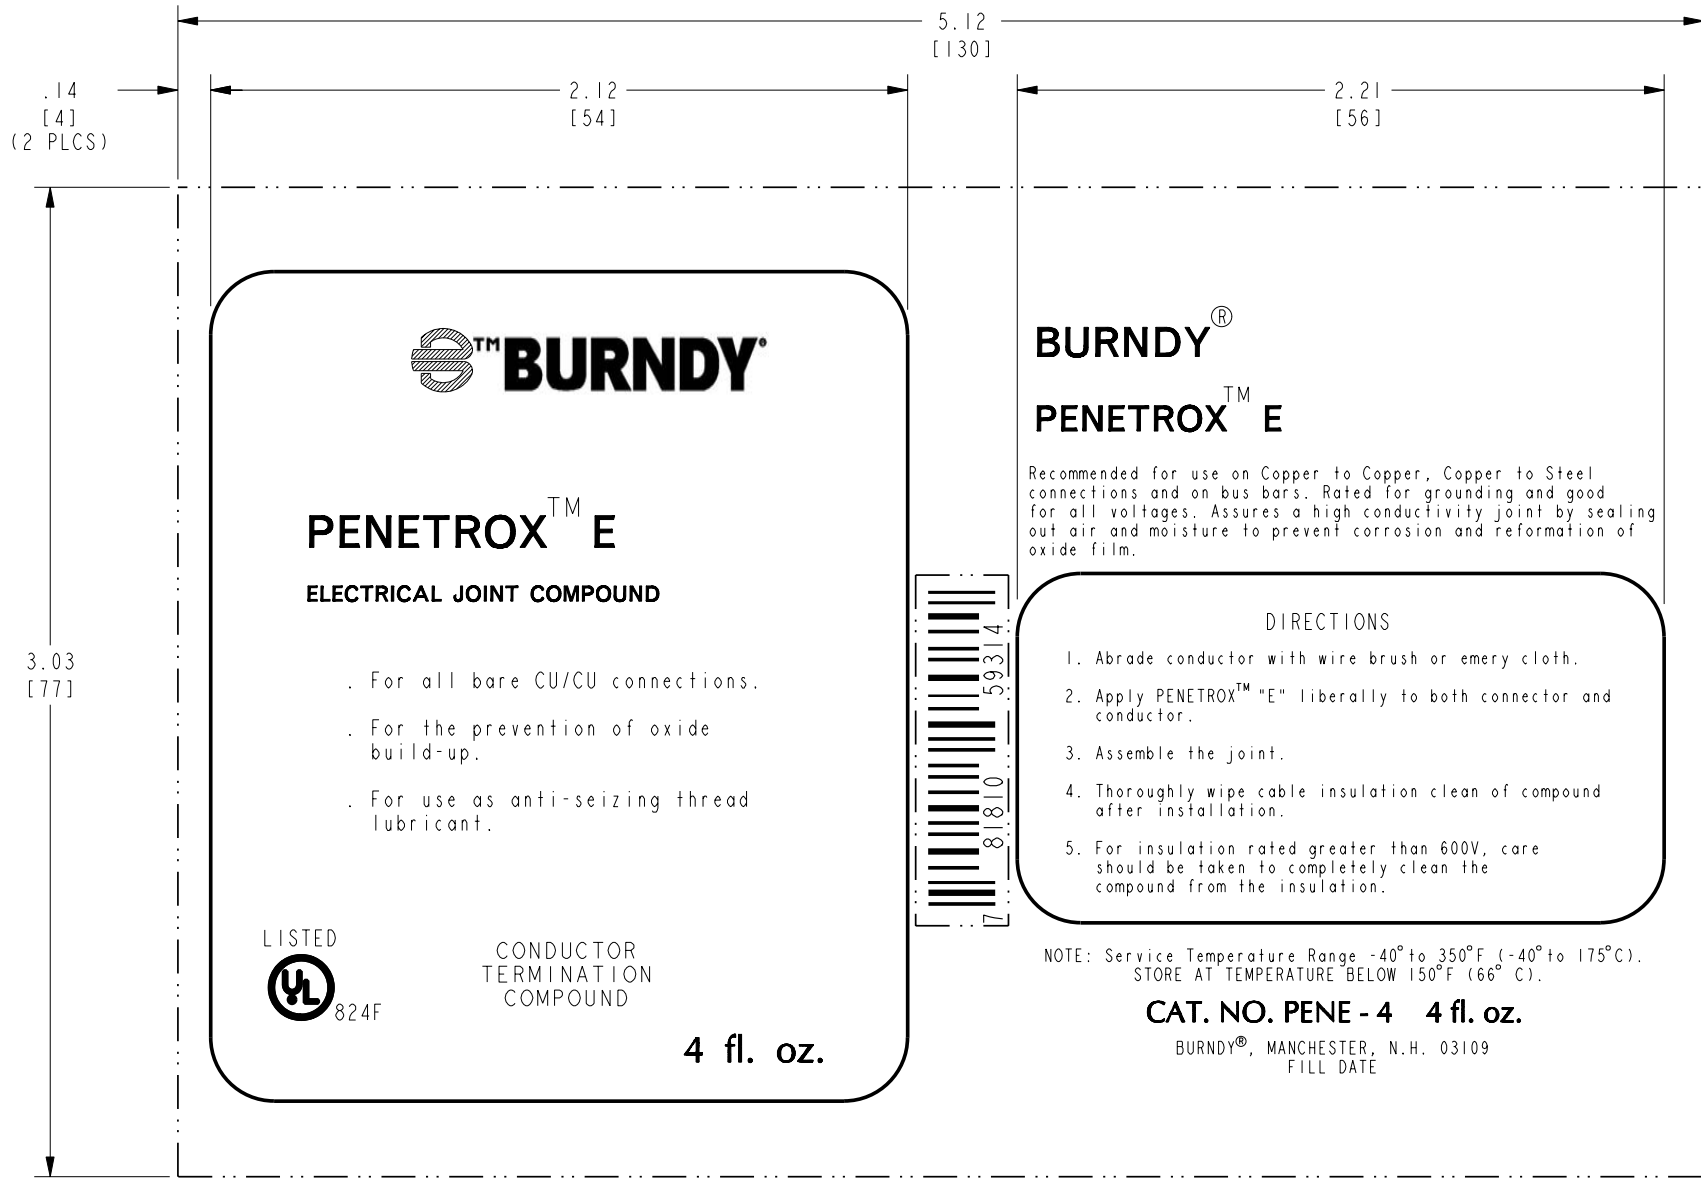 5.12
[130]
.14
[4]
(2 PLCS)
2.12
[54]
2.21
[56]
3.03
[77]
™BURNDY®
PENETROX™ E
ELECTRICAL JOINT COMPOUND
. For all bare CU/CU connections.
. For the prevention of oxide
build-up.
. For use as anti-seizing thread
lubricant.
LISTED
UL
824F
CONDUCTOR
TERMINATION
COMPOUND
4 fl. oz.
7 81810 59314
BURNDY®
PENETROX™ E
Recommended for use on Copper to Copper, Copper to Steel
connections and on bus bars. Rated for grounding and good
for all voltages. Assures a high conductivity joint by sealing
out air and moisture to prevent corrosion and reformation of
oxide film.
DIRECTIONS
1. Abrade conductor with wire brush or emery cloth.
2. Apply PENETROX™ "E" liberally to both connector and
conductor.
3. Assemble the joint.
4. Thoroughly wipe cable insulation clean of compound
after installation.
5. For insulation rated greater than 600V, care
should be taken to completely clean the
compound from the insulation.
NOTE: Service Temperature Range -40° to 350°F (-40° to 175°C).
STORE AT TEMPERATURE BELOW 150°F (66° C).
CAT. NO. PENE - 4 4 fl. oz.
BURNDY®, MANCHESTER, N.H. 03109
FILL DATE